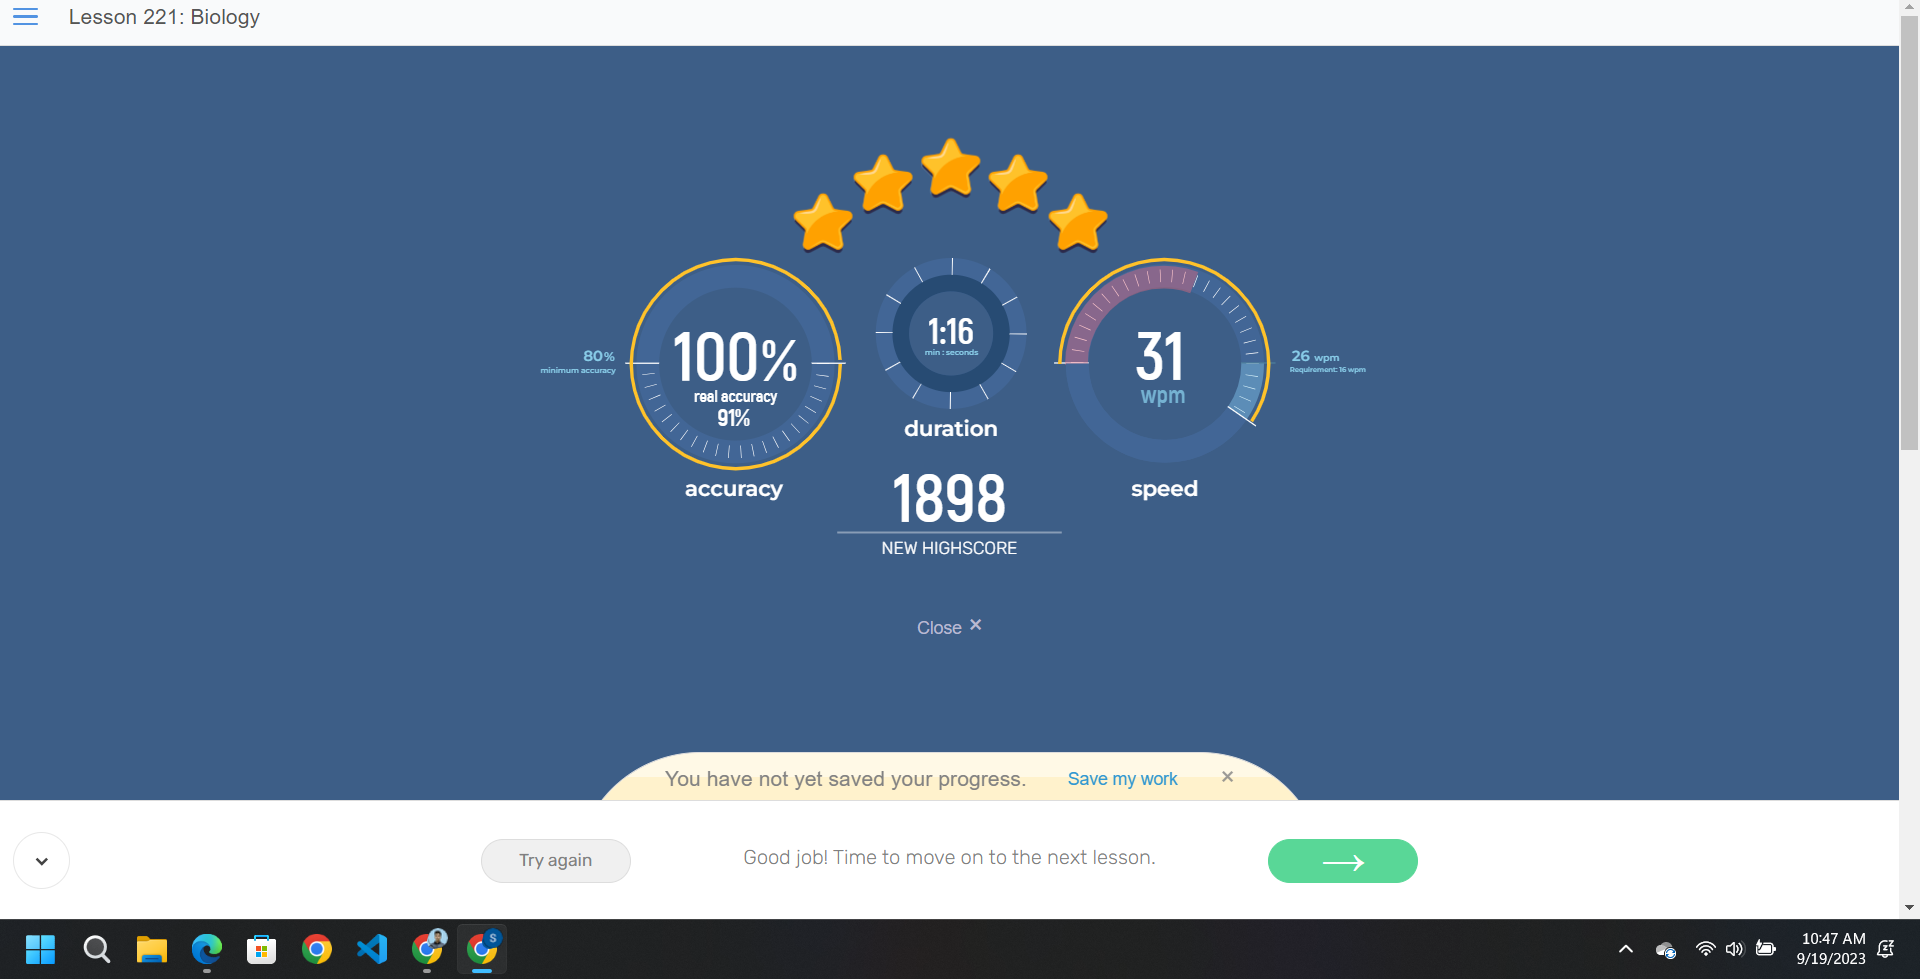 Lesson 221: Biology
80%
minimum accuracy
100%
real accuracy
91%
accuracy
1:16
min : seconds
duration
31
wpm
speed
26 wpm
Requirement: 16 wpm
1898
NEW HIGHSCORE
Close ×
You have not yet saved your progress. Save my work ×
Try again
Good job! Time to move on to the next lesson.
S
10:47 AM
9/19/2023